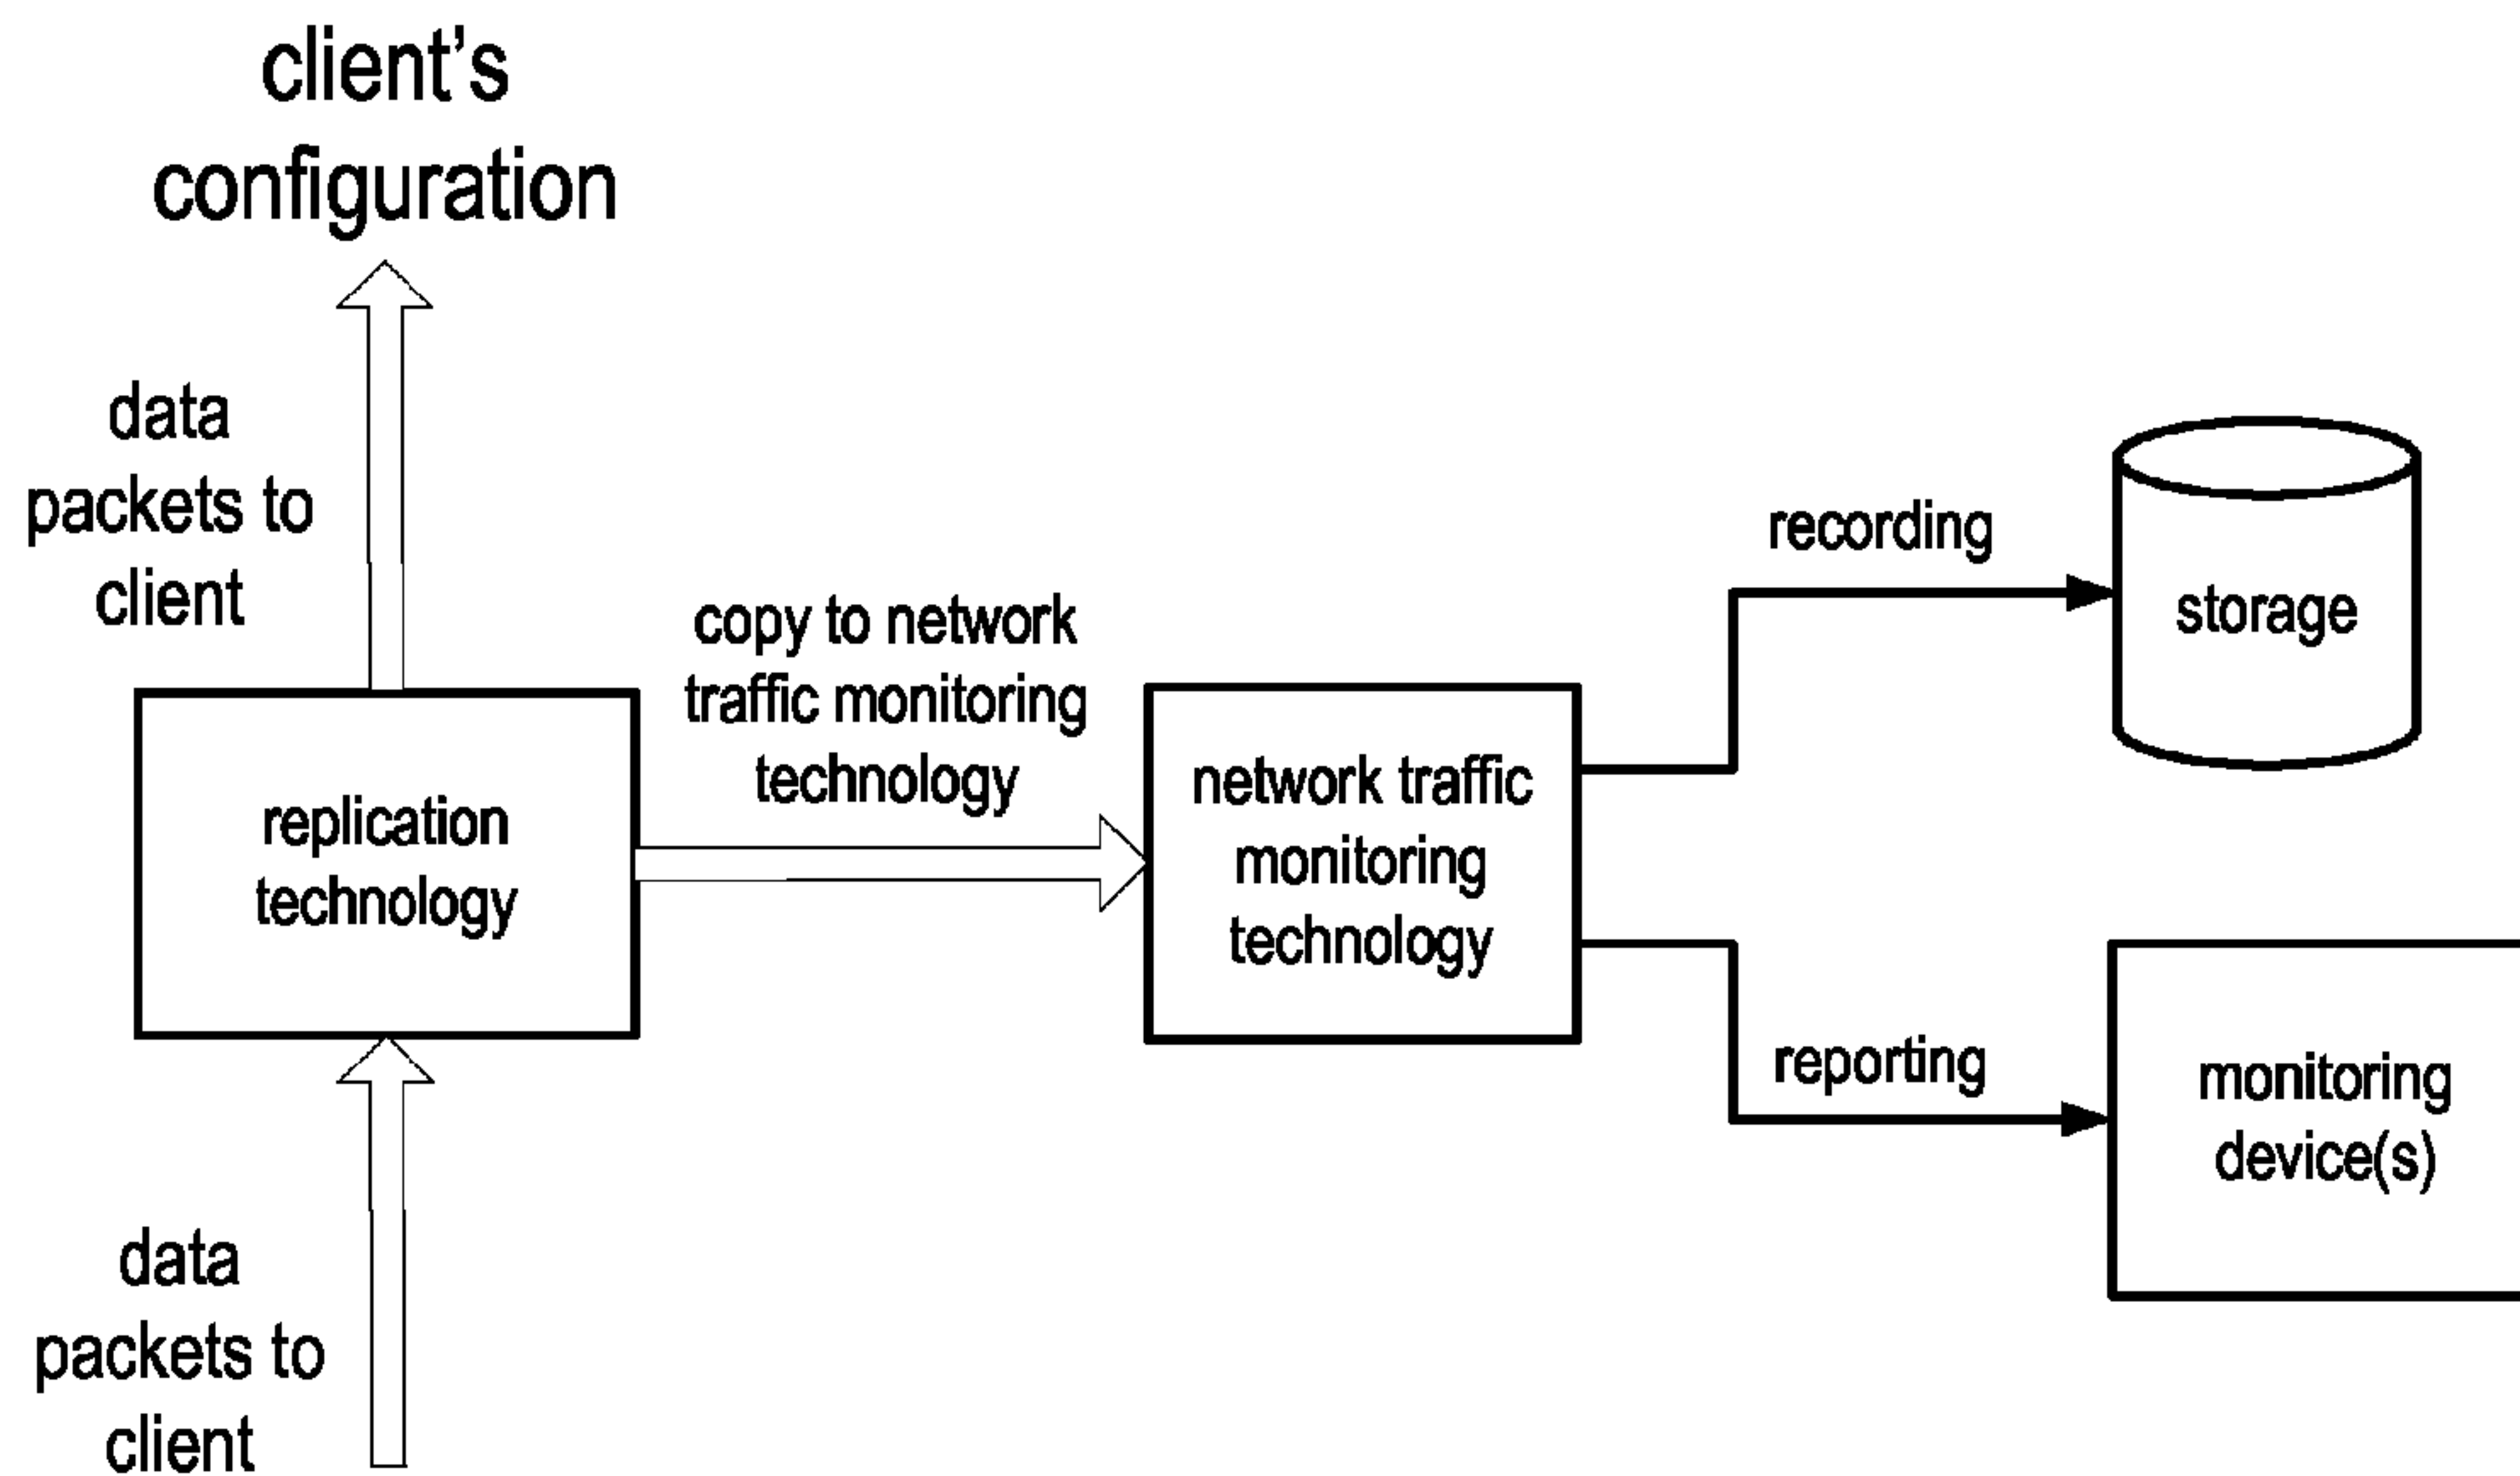 client's
configuration
data
packets to
client
copy to network
traffic monitoring
technology
recording
storage
replication
technology
network traffic
monitoring
technology
reporting
monitoring
device(s)
data
packets to
client